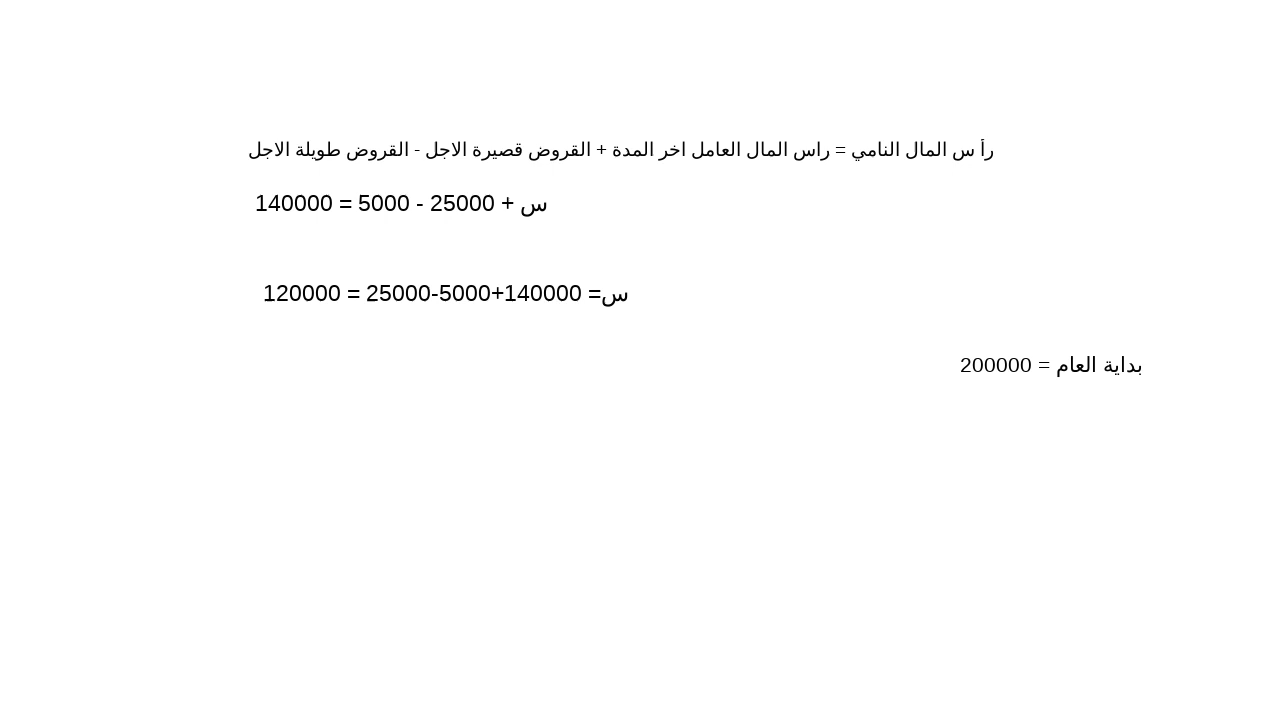 رأ س المال النامي = راس المال العامل اخر المدة + القروض قصيرة الاجل - القروض طويلة الاجل
س + 25000 - 5000 = 140000
س= 140000+5000-25000 = 120000
بداية العام = 200000